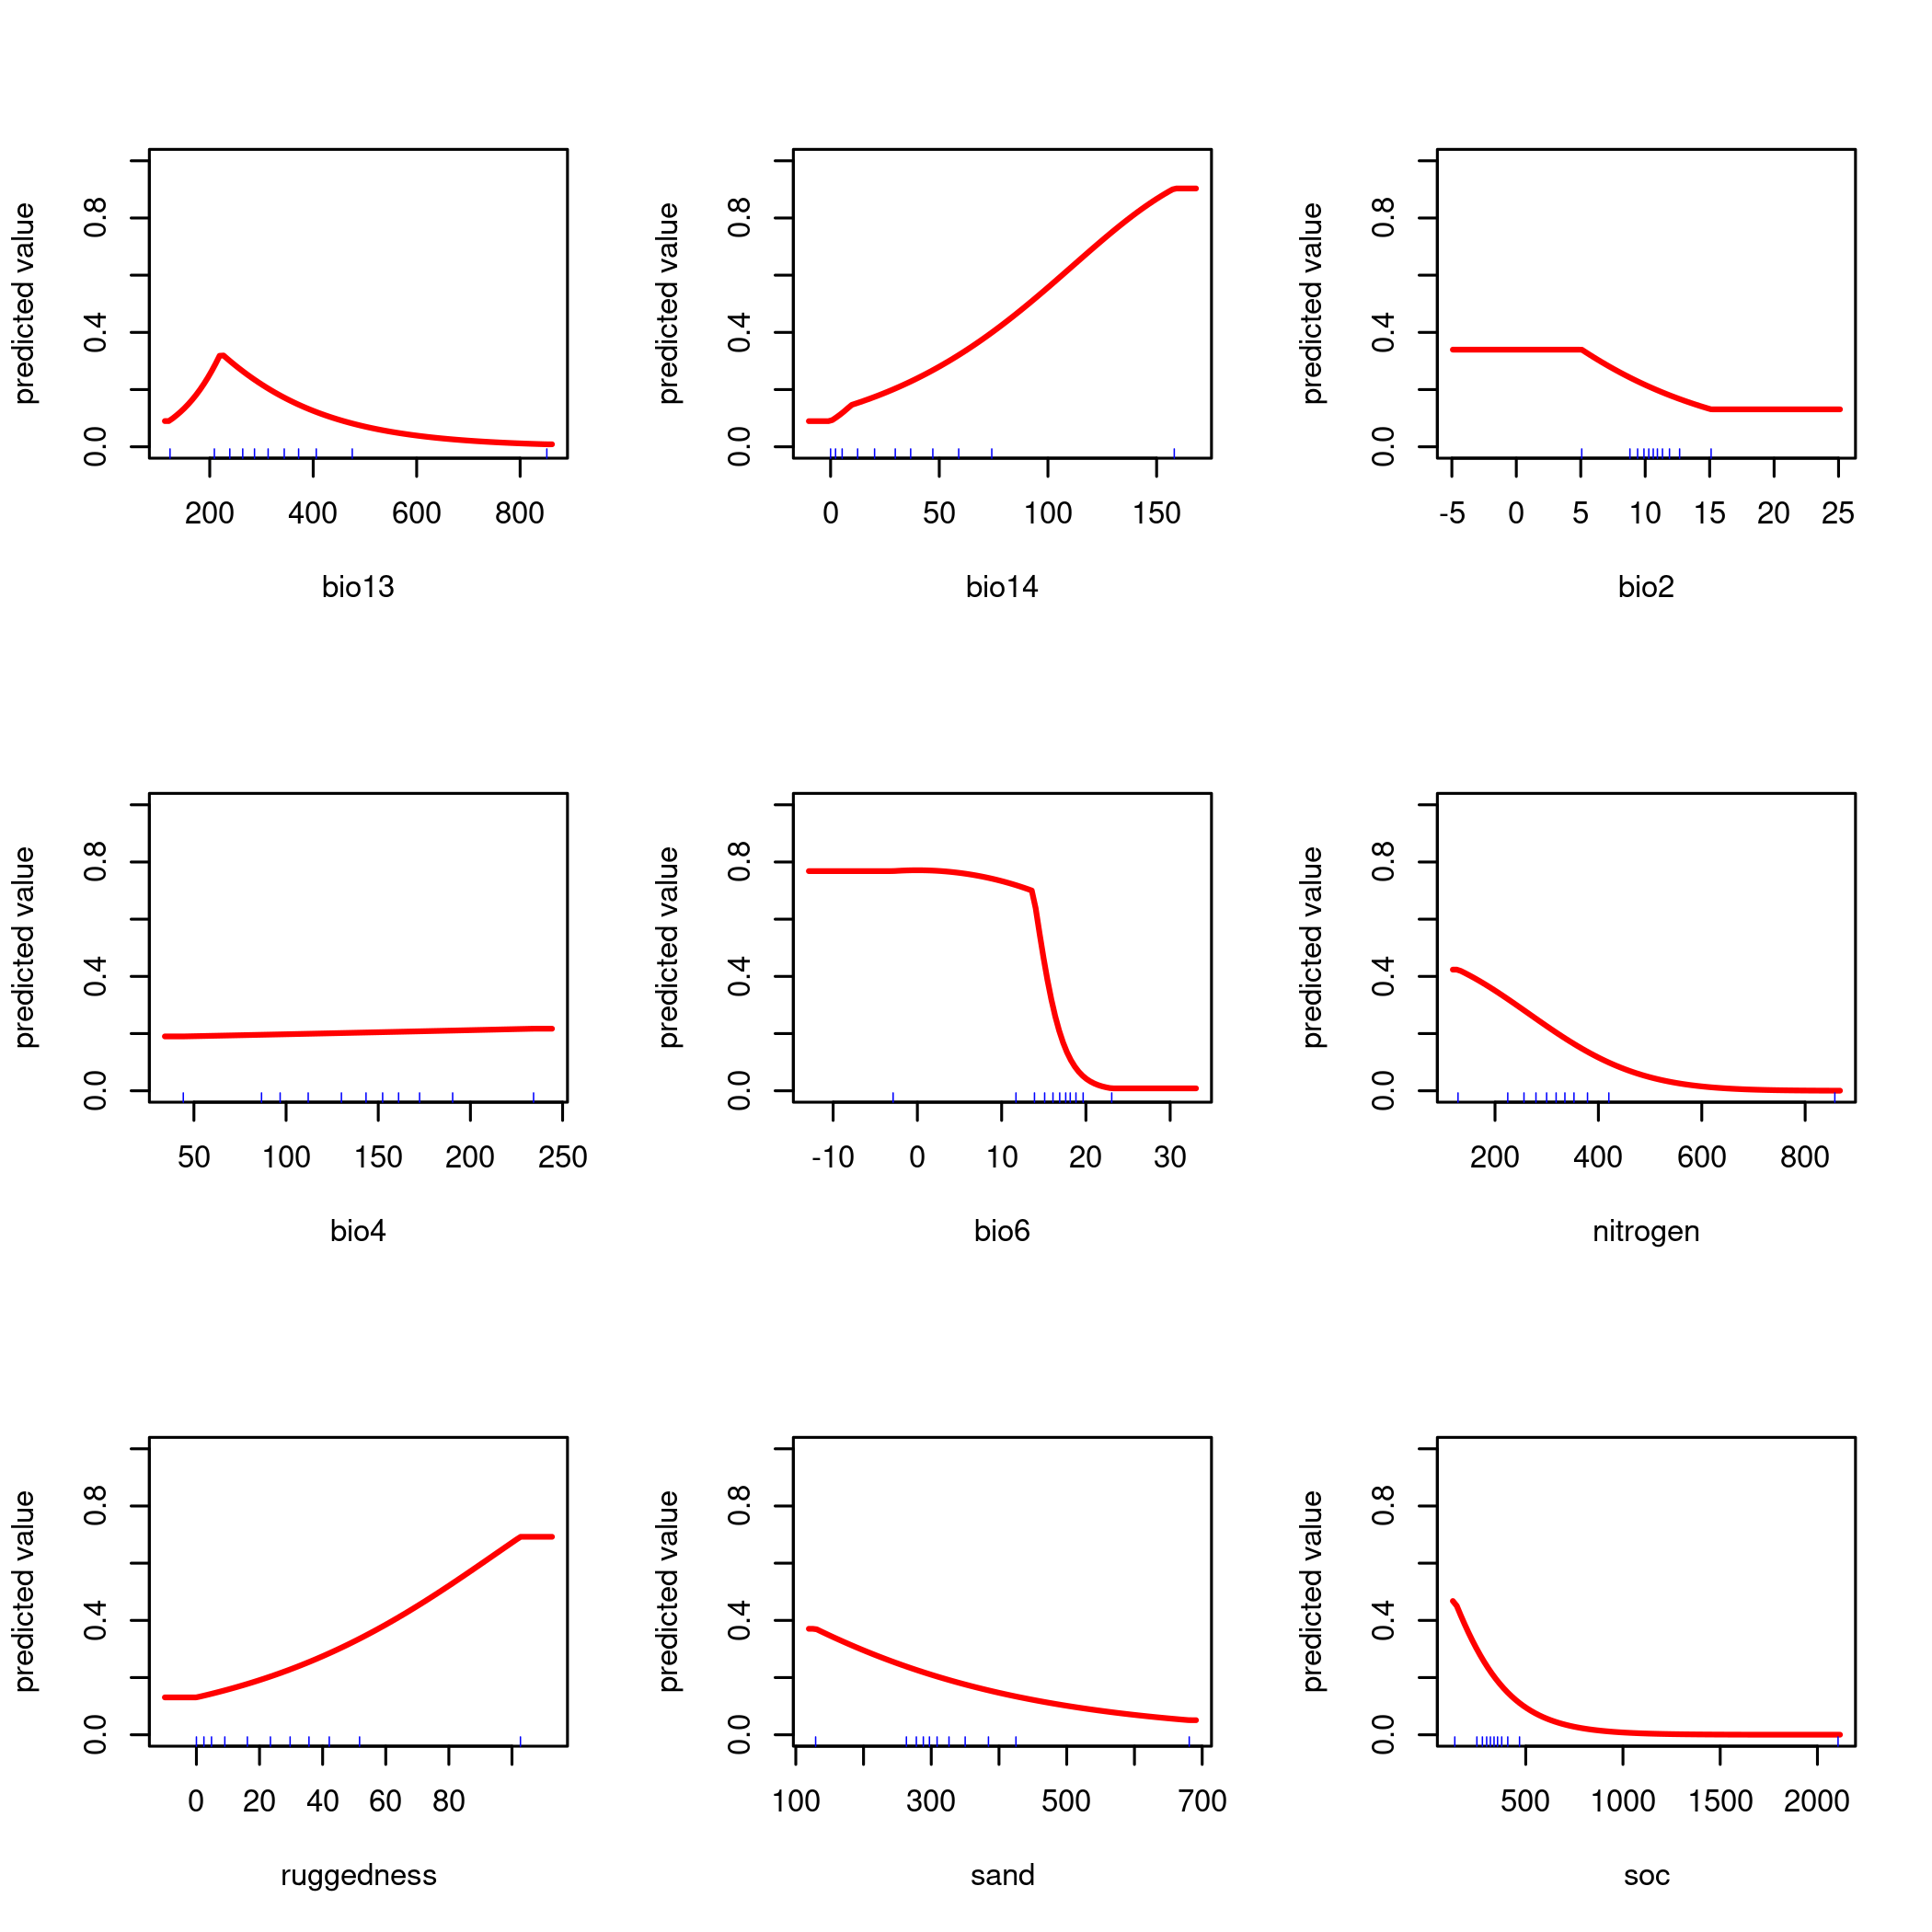 predicted value
0.0 0.4 0.8
200 400 600 800
bio13
predicted value
0.0 0.4 0.8
0 50 100 150
bio14
predicted value
0.0 0.4 0.8
-5 0 5 10 15 20 25
bio2
predicted value
0.0 0.4 0.8
50 100 150 200 250
bio4
predicted value
0.0 0.4 0.8
-10 0 10 20 30
bio6
predicted value
0.0 0.4 0.8
200 400 600 800
nitrogen
predicted value
0.0 0.4 0.8
0 20 40 60 80
ruggedness
predicted value
0.0 0.4 0.8
100 300 500 700
sand
predicted value
0.0 0.4 0.8
500 1000 1500 2000
soc